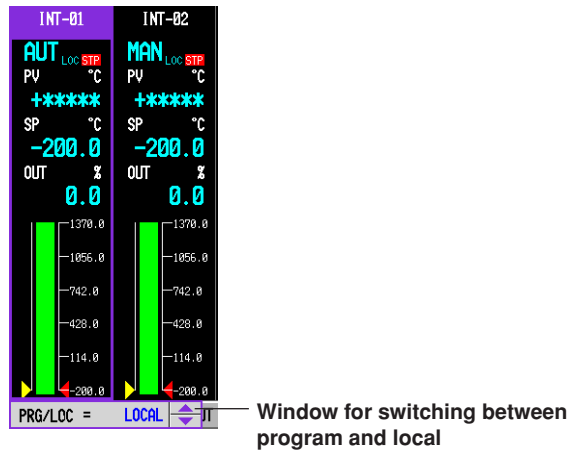 INT-01
AUT LOC STP
PV °C
+*****
SP °C
-200.0
OUT %
0.0
1370.0
1056.0
742.0
428.0
114.0
-200.0
INT-02
MAN LOC STP
PV °C
+*****
SP °C
-200.0
OUT %
0.0
1370.0
1056.0
742.0
428.0
114.0
-200.0
PRG/LOC = LOCAL
Window for switching between
program and local